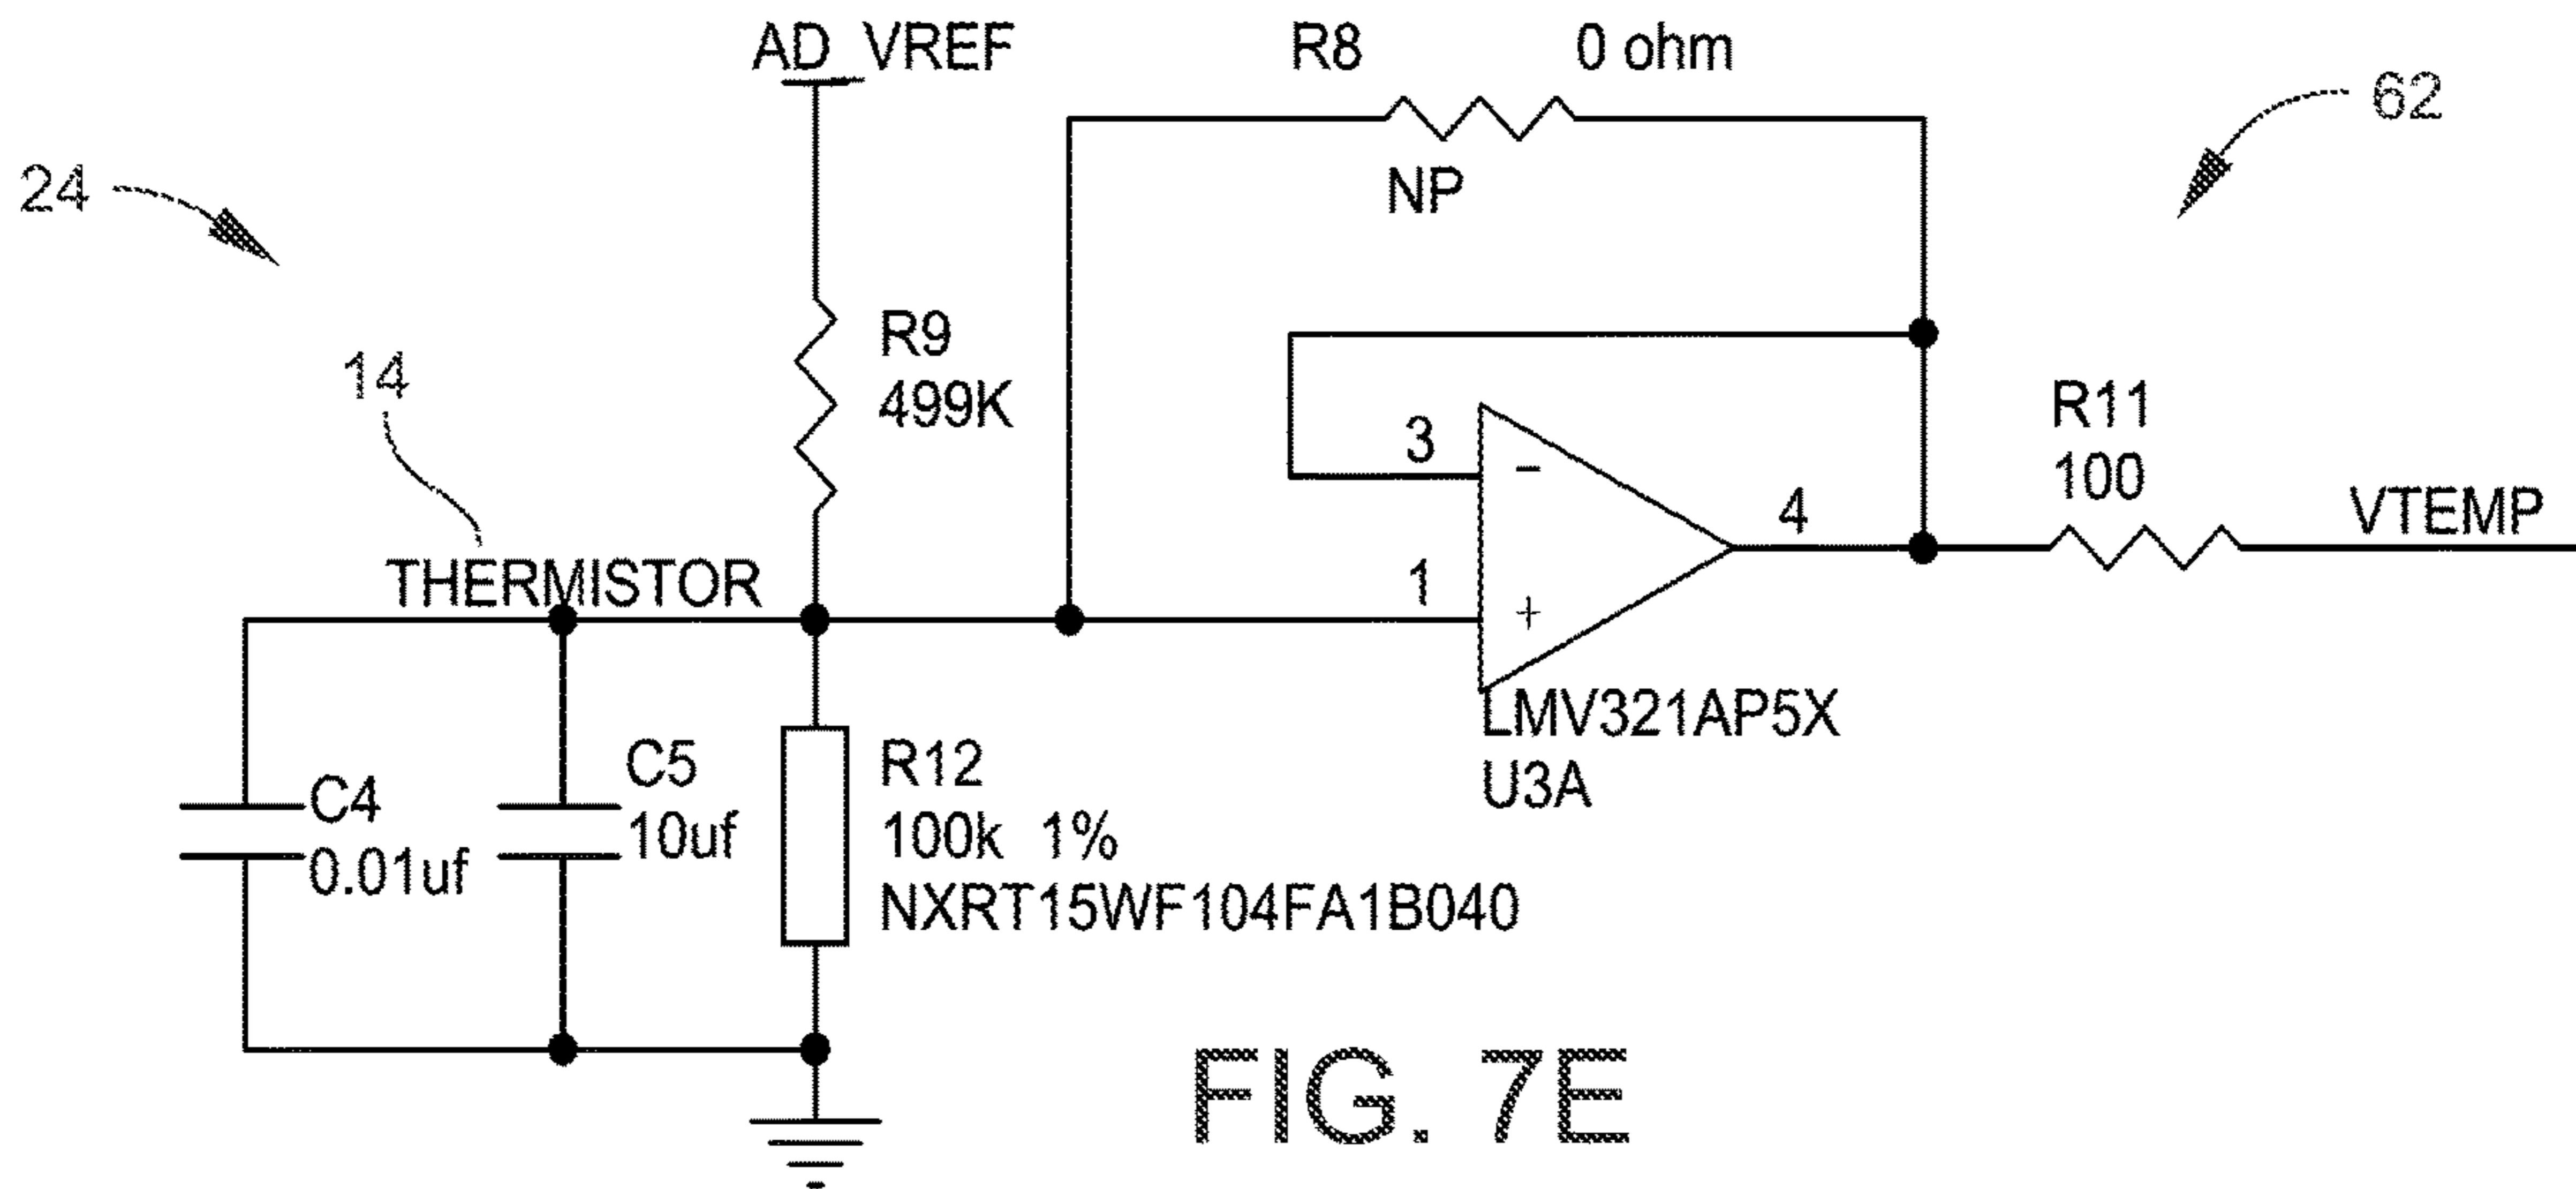 AD_VREF
R8 0 ohm
62
NP
24
R9
499K
14
3
-
R11
100
4
VTEMP
THERMISTOR
1
+
LMV321AP5X
U3A
C4
0.01uf
C5
10uf
R12
100k 1%
NXRT15WF104FA1B040
FIG. 7E